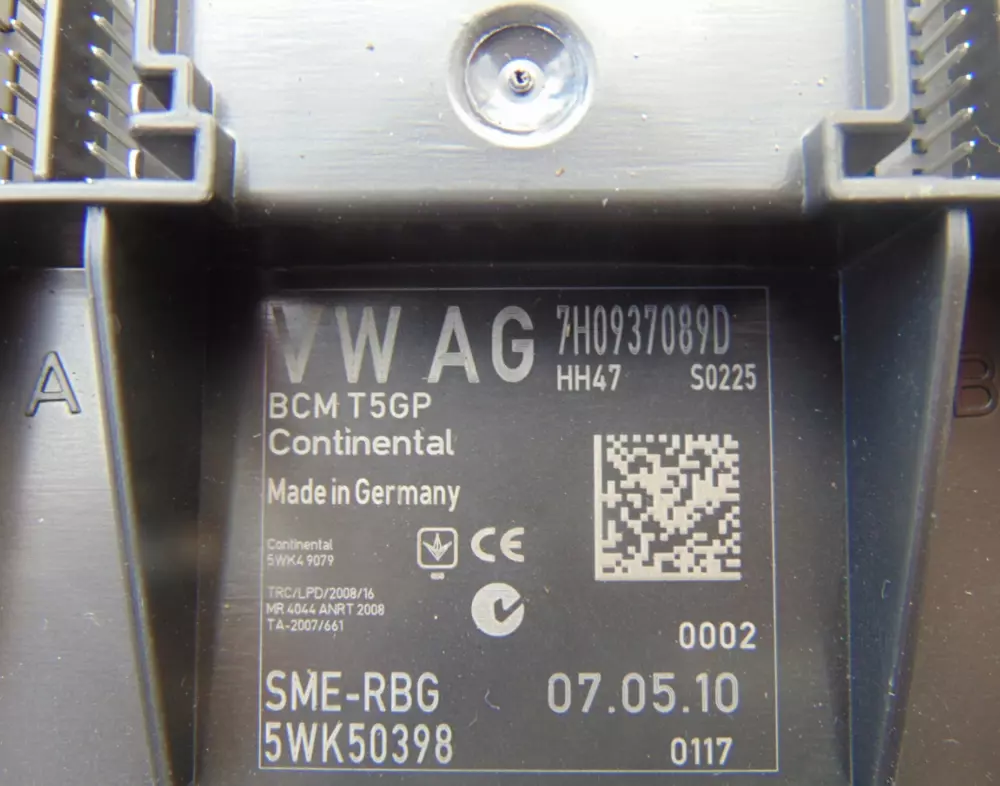 VW AG 7H0937089D
HH47 S0225
BCM T5GP
Continental
Made in Germany
Continental
5WK4 9079
CE
TRC/LPD/2008/16
MR 4044 ANRT 2008
TA-2007/661
0002
SME-RBG 07.05.10
5WK50398 0117
A
B